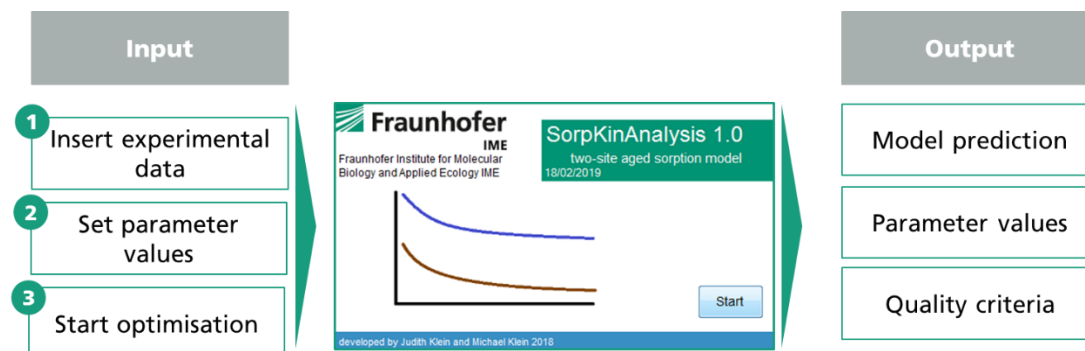 Input
1
Insert experimental
data
2
Set parameter
values
3
Start optimisation
Fraunhofer
IME
Fraunhofer Institute for Molecular
Biology and Applied Ecology IME
SorpKinAnalysis 1.0
two-site aged sorption model
18/02/2019
Start
developed by Judith Klein and Michael Klein 2018
Output
Model prediction
Parameter values
Quality criteria